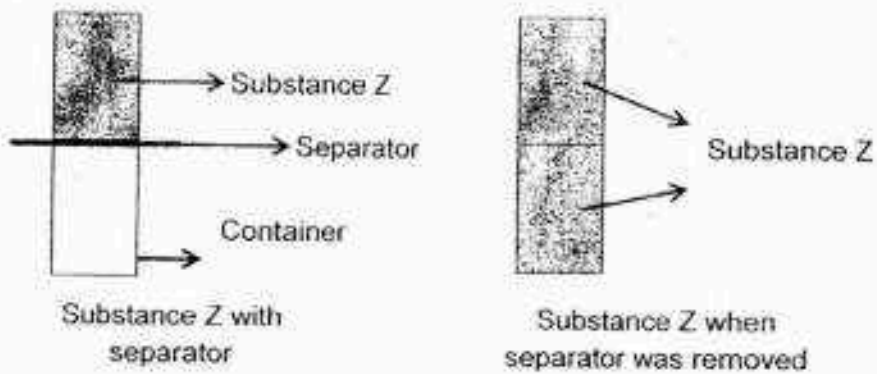 Substance Z
Separator
Container
Substance Z with
separator
Substance Z
Substance Z when
separator was removed